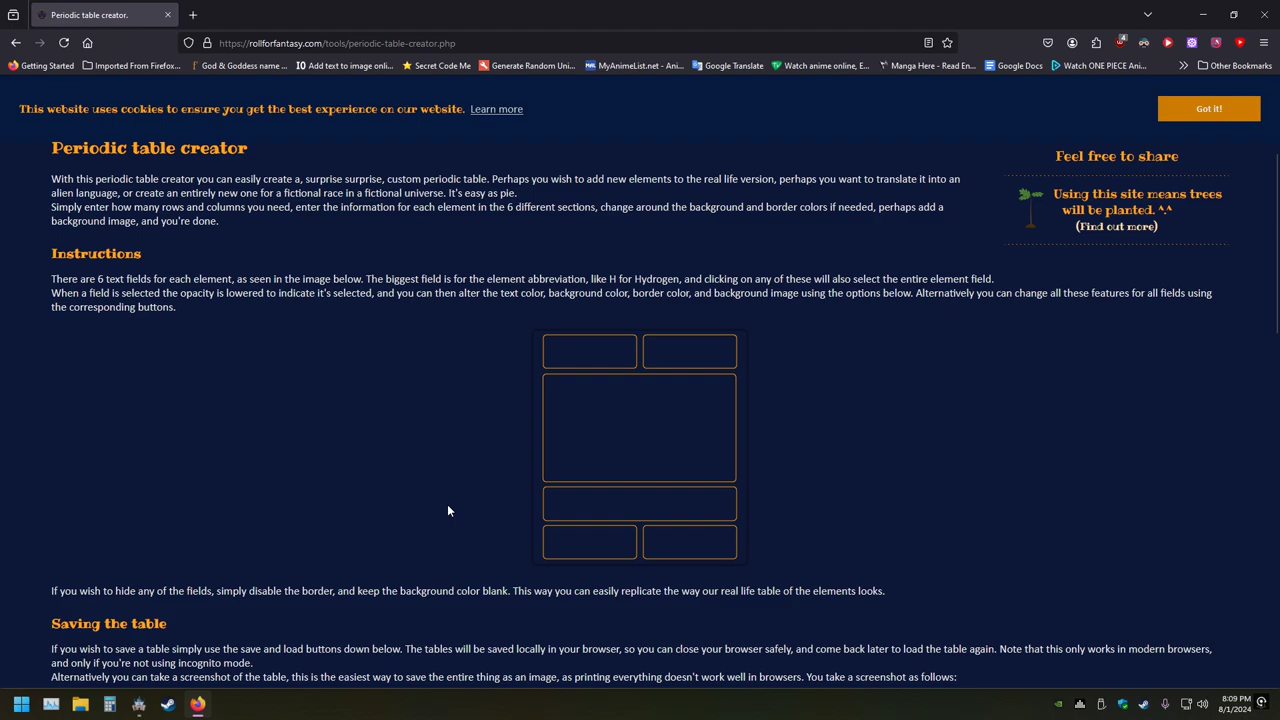 Periodic table creator.
https://rollforfantasy.com/tools/periodic-table-creator.php
4
Getting Started
Imported From Firefox...
God & Goddess name ...
Add text to image onli...
Secret Code Me
Generate Random Uni...
MyAnimeList.net - Ani...
Google Translate
Watch anime online, E...
Manga Here - Read En...
Google Docs
Watch ONE PIECE Ani...
Other Bookmarks
This website uses cookies to ensure you get the best experience on our website. Learn more
Got it!
Periodic table creator
With this periodic table creator you can easily create a, surprise surprise, custom periodic table. Perhaps you wish to add new elements to the real life version, perhaps you want to translate it into an
alien language, or create an entirely new one for a fictional race in a fictional universe. It's easy as pie.
Simply enter how many rows and columns you need, enter the information for each element in the 6 different sections, change around the background and border colors if needed, perhaps add a
background image, and you're done.
Feel free to share
Using this site means trees
will be planted. ^.^
(Find out more)
Instructions
There are 6 text fields for each element, as seen in the image below. The biggest field is for the element abbreviation, like H for Hydrogen, and clicking on any of these will also select the entire element field.
When a field is selected the opacity is lowered to indicate it's selected, and you can then alter the text color, background color, border color, and background image using the options below. Alternatively you can change all these features for all fields using
the corresponding buttons.
If you wish to hide any of the fields, simply disable the border, and keep the background color blank. This way you can easily replicate the way our real life table of the elements looks.
Saving the table
If you wish to save a table simply use the save and load buttons down below. The tables will be saved locally in your browser, so you can close your browser safely, and come back later to load the table again. Note that this only works in modern browsers,
and only if you're not using incognito mode.
Alternatively you can take a screenshot of the table, this is the easiest way to save the entire thing as an image, as printing everything doesn't work well in browsers. You take a screenshot as follows:
8:09 PM
8/1/2024